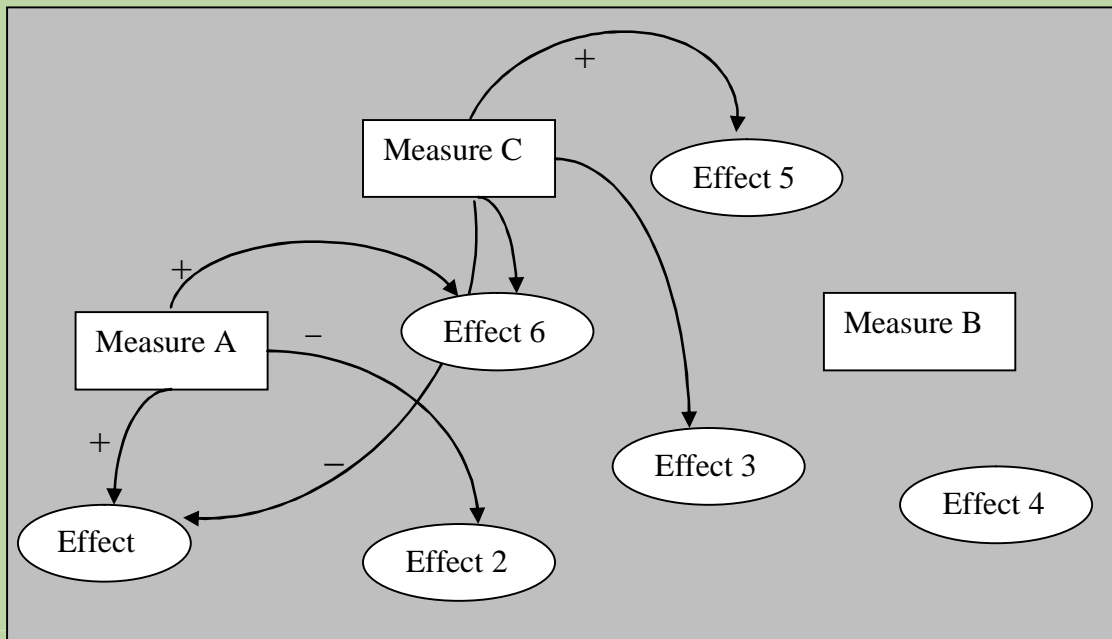 +
Measure C
Effect 5
+
Effect 6
Measure B
Measure A
−
+
−
Effect 3
Effect 4
Effect
Effect 2